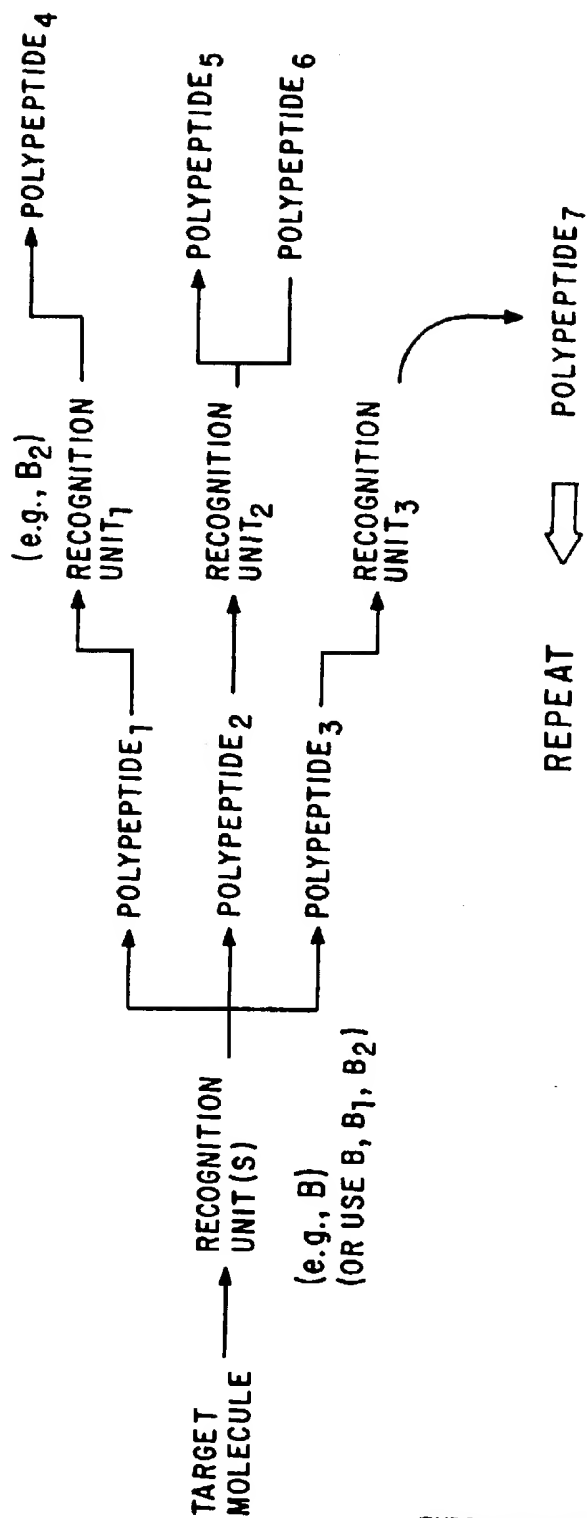 TARGET
MOLECULE
RECOGNITION
UNIT(S)
(e.g., B)
(OR USE B, B₁, B₂)
POLYPEPTIDE₁
POLYPEPTIDE₂
POLYPEPTIDE₃
(e.g., B₂)
RECOGNITION
UNIT₁
RECOGNITION
UNIT₂
RECOGNITION
UNIT₃
POLYPEPTIDE₄
POLYPEPTIDE₅
POLYPEPTIDE₆
POLYPEPTIDE₇
REPEAT